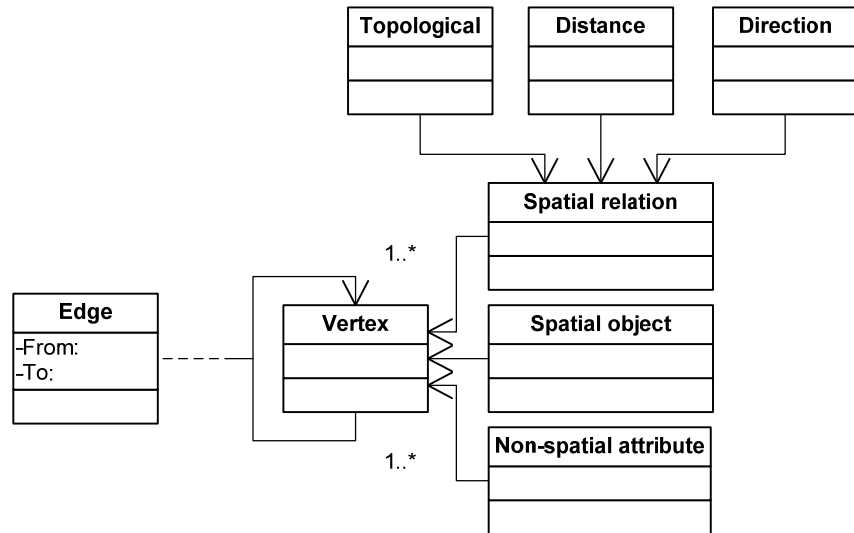 Topological
Distance
Direction
Spatial relation
1..*
Edge
-From:
-To:
Vertex
Spatial object
Non-spatial attribute
1..*